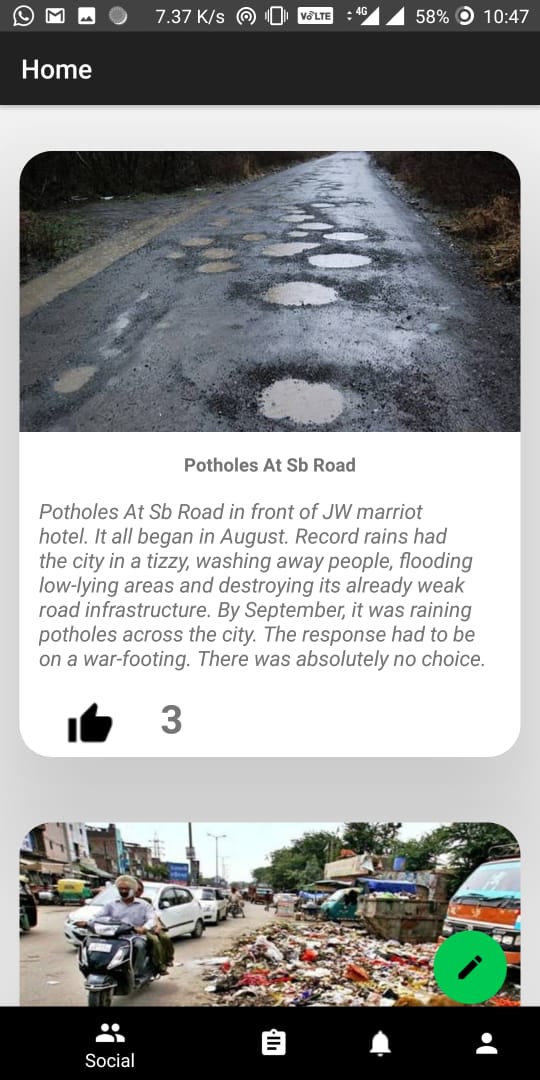 7.37 K/s VoLTE 4G 58% 10:47
Home
Potholes At Sb Road
Potholes At Sb Road in front of JW marriot
hotel. It all began in August. Record rains had
the city in a tizzy, washing away people, flooding
low-lying areas and destroying its already weak
road infrastructure. By September, it was raining
potholes across the city. The response had to be
on a war-footing. There was absolutely no choice.
3
Social